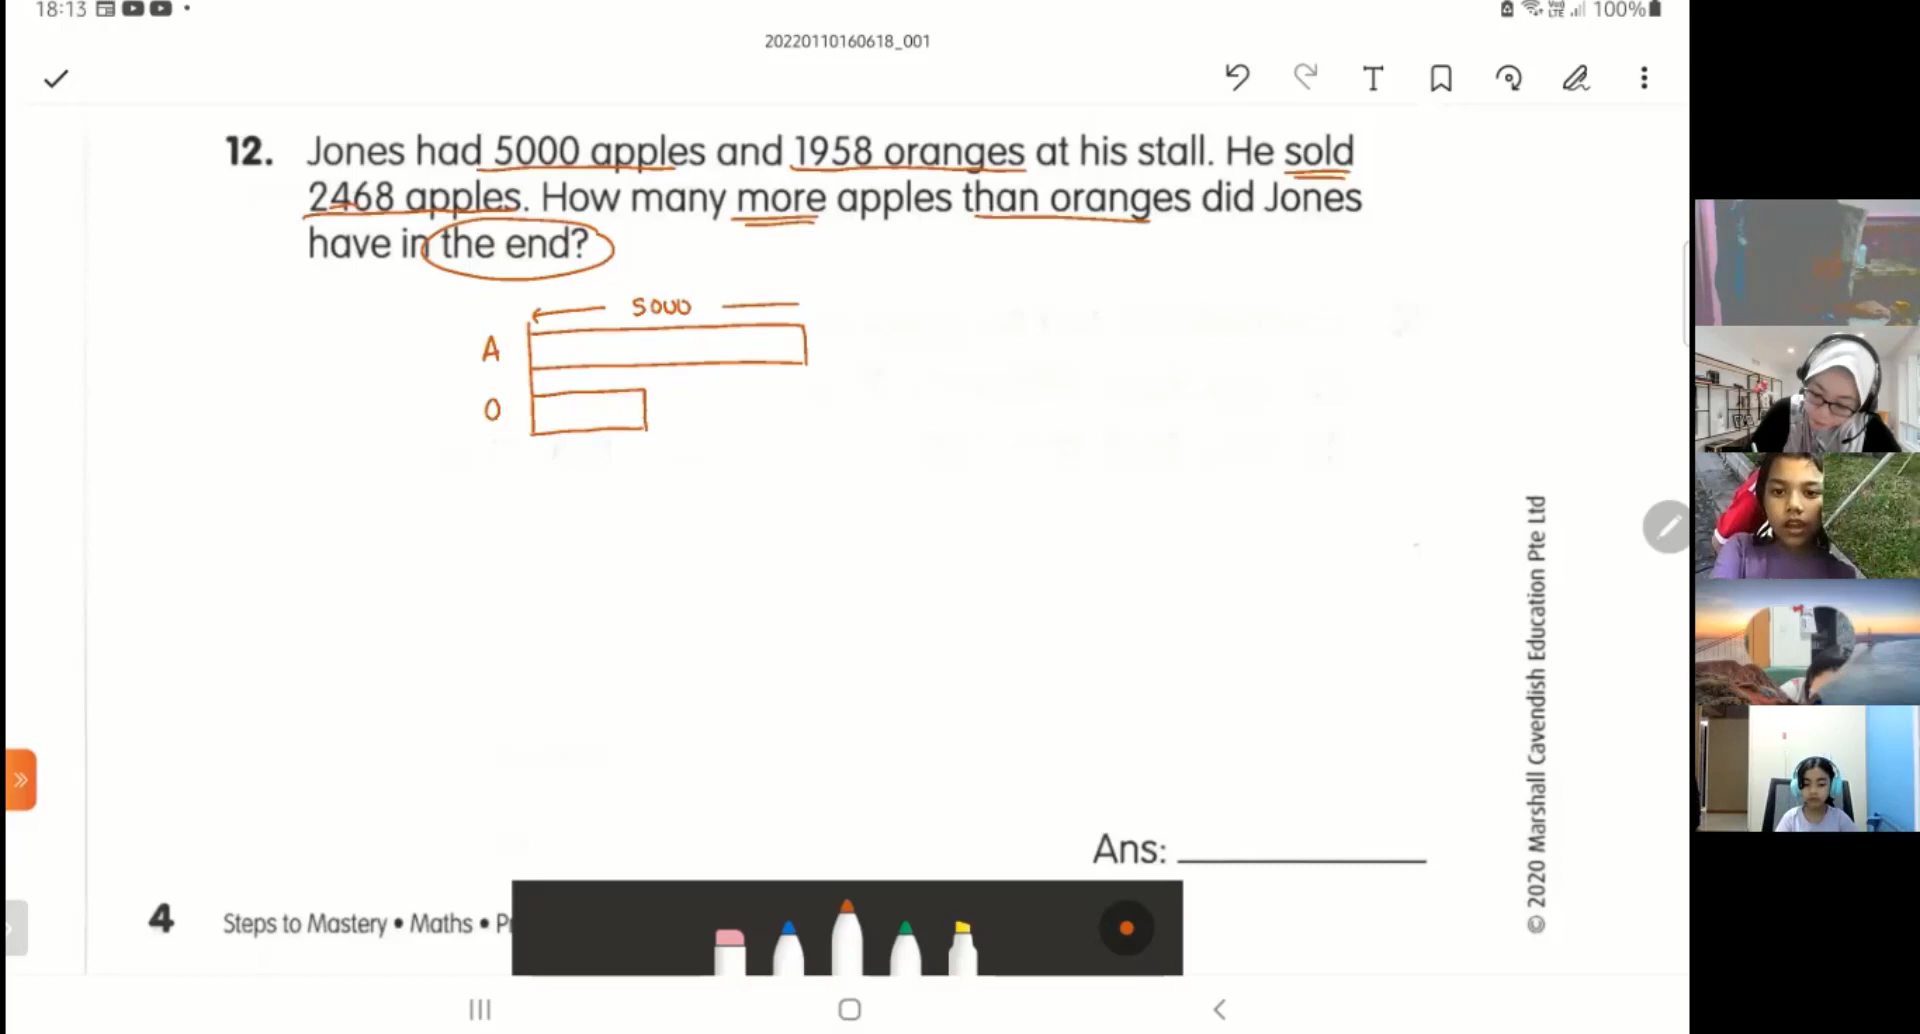 18:13
100%
20220110160618_001
T
12. Jones had 5000 apples and 1958 oranges at his stall. He sold
2468 apples. How many more apples than oranges did Jones
have in the end?
5000
A
O
Ans:
4 Steps to Mastery • Maths •
© 2020 Marshall Cavendish Education Pte Ltd